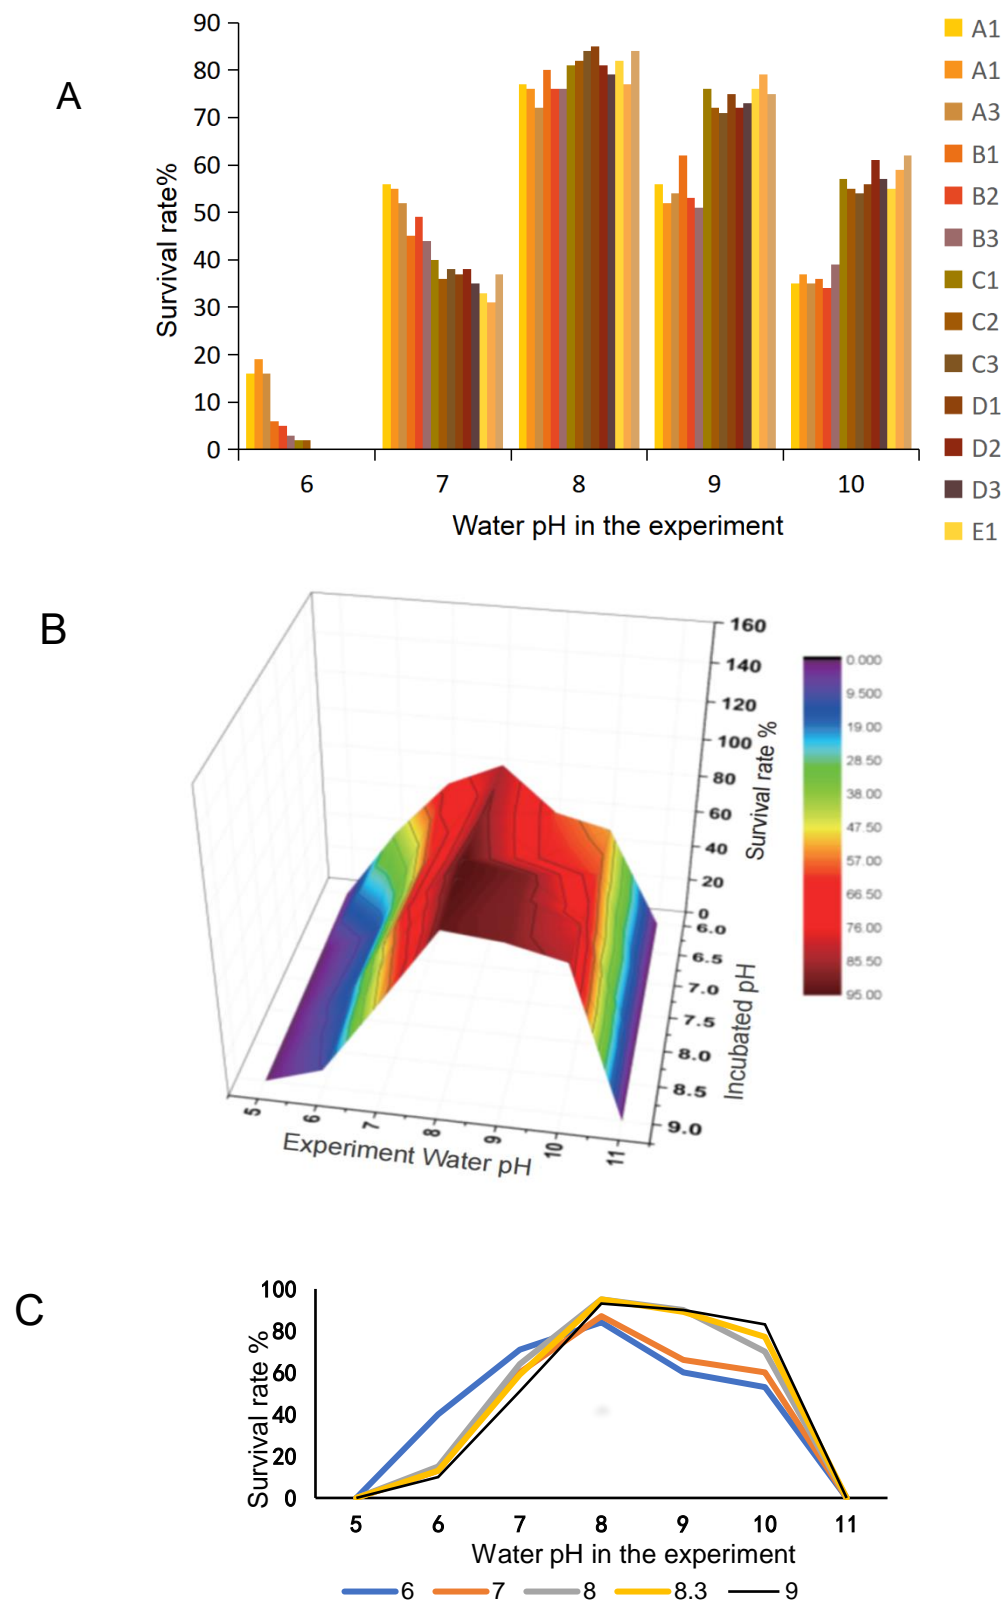 A
90
80
70
60
50
40
30
20
10
0
Survival rate%
6 7 8 9 10
Water pH in the experiment
A1
A1
A3
B1
B2
B3
C1
C2
C3
D1
D2
D3
E1
B
160
140
120
100
80
60
40
20
0
Survival rate %
6.0
6.5
7.0
7.5
8.0
8.5
9.0
Incubated pH
5 6 7 8 9 10 11
Experiment Water pH
0.000
9.500
19.00
28.50
38.00
47.50
57.00
66.50
76.00
85.50
95.00
C
100
80
60
40
20
0
Survival rate %
5 6 7 8 9 10 11
Water pH in the experiment
6 7 8 8.3 9